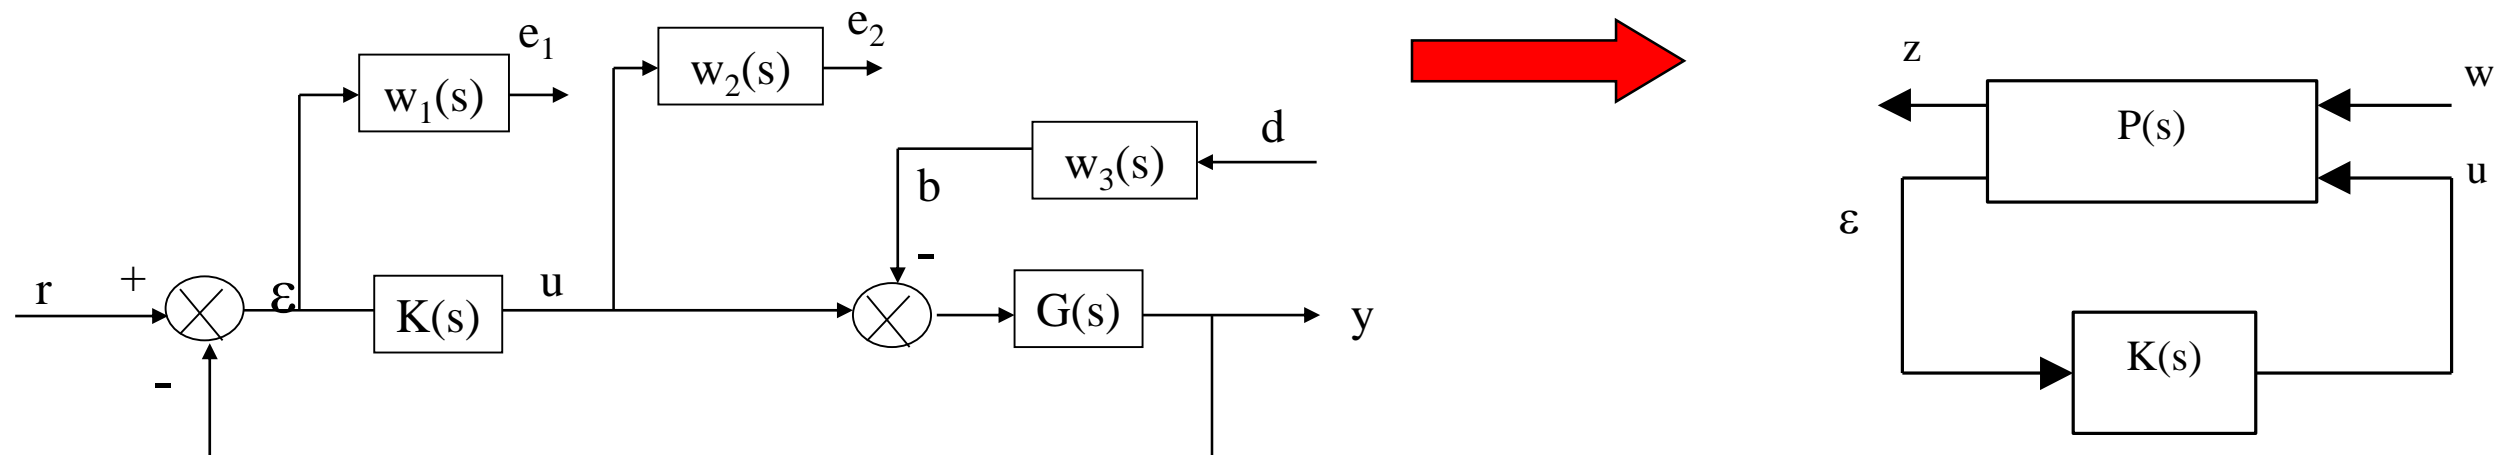 e₁
w₁(s)
e₂
w₂(s)
d
w₃(s)
b
-
r
+
-
ε
K(s)
u
G(s)
y
z
w
P(s)
u
ε
K(s)